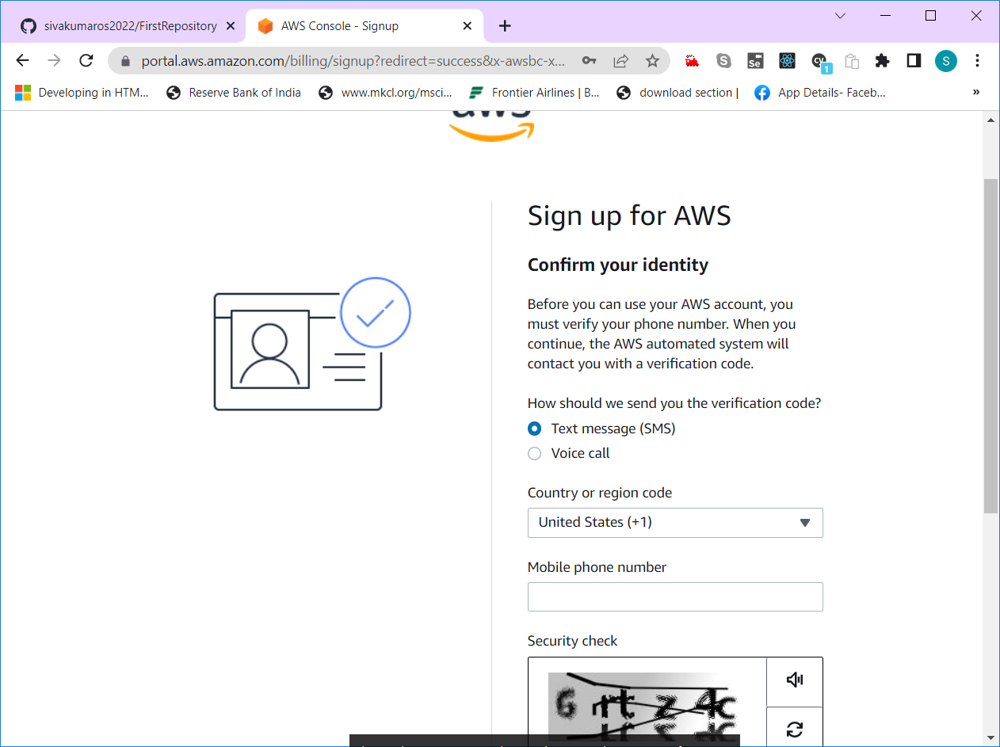 sivakumaros2022/FirstRepository
AWS Console - Signup
portal.aws.amazon.com/billing/signup?redirect=success&x-awsbc-x...
Se
cy
1
S
Developing in HTM...
Reserve Bank of India
www.mkcl.org/msci...
Frontier Airlines | B...
download section |
App Details- Faceb...
»
aws
Sign up for AWS
Confirm your identity
Before you can use your AWS account, you
must verify your phone number. When you
continue, the AWS automated system will
contact you with a verification code.
How should we send you the verification code?
Text message (SMS)
Voice call
Country or region code
United States (+1)
Mobile phone number
Security check